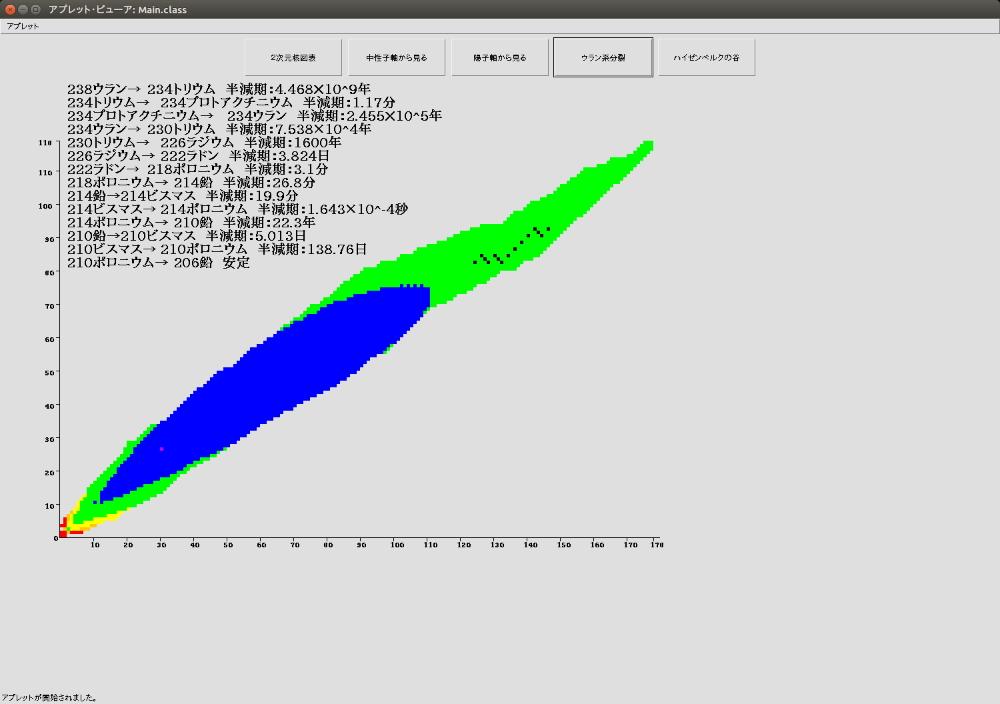 アプレット・ビューア: Main.class
アプレット
2次元核図表
中性子軸から見る
陽子軸から見る
ウラン系分裂
ハイゼンベルクの谷
238ウラン→ 234トリウム　半減期：4.468×10^9年
234トリウム→　234プロトアクチニウム　半減期：1.17分
234プロトアクチニウム→　234ウラン　半減期：2.455×10^5年
234ウラン→ 230トリウム　半減期：7.538×10^4年
230トリウム→　226ラジウム　半減期：1600年
226ラジウム→ 222ラドン　半減期：3.824日
222ラドン→ 218ポロニウム　半減期：3.1分
218ポロニウム→ 214鉛　半減期：26.8分
214鉛→214ビスマス　半減期：19.9分
214ビスマス→ 214ポロニウム　半減期：1.643×10^-4秒
214ポロニウム→ 210鉛　半減期：22.3年
210鉛→210ビスマス　半減期：5.013日
210ビスマス→ 210ポロニウム　半減期：138.76日
210ポロニウム→ 206鉛　安定
118
110
100
90
80
70
60
50
40
30
20
10
0
10 20 30 40 50 60 70 80 90 100 110 120 130 140 150 160 170 178
アプレットが開始されました。